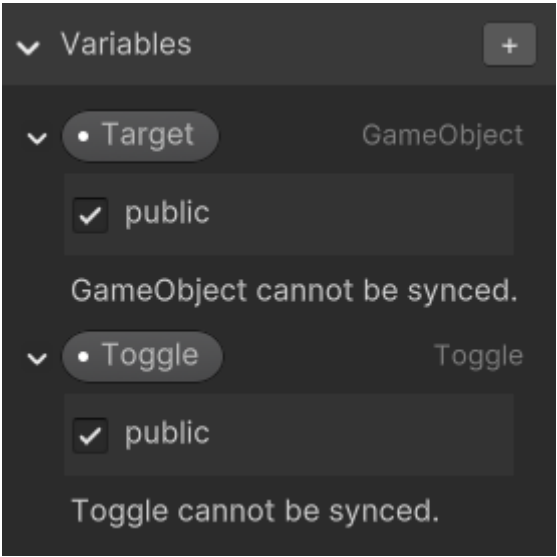 Variables +
Target GameObject
public
GameObject cannot be synced.
Toggle Toggle
public
Toggle cannot be synced.